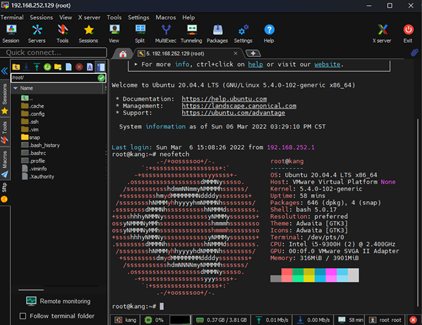 192.168.252.129 (root)
Terminal Sessions View X server Tools Settings Macros Help
Session Servers Tools Sessions View Split MultiExec Tunneling Packages Settings Help X server Exit
Quick connect...
5. 192.168.252.129 (root)
/root/
..
.cache
.config
.ssh
.vim
snap
.bash_history
.bashrc
.profile
.viminfo
.Xauthority
Sessions
Tools
Macros
Sftp
Remote monitoring
Follow terminal folder
► For more info, ctrl+click on help or visit our website.
Welcome to Ubuntu 20.04.4 LTS (GNU/Linux 5.4.0-102-generic x86_64)
* Documentation: https://help.ubuntu.com
* Management: https://landscape.canonical.com
* Support: https://ubuntu.com/advantage
System information as of Sun 06 Mar 2022 03:29:10 PM CST
Last login: Sun Mar 6 15:08:26 2022 from 192.168.252.1
root@kang:~# neofetch
root@kang
OS: Ubuntu 20.04.4 LTS x86_64
Host: VMware Virtual Platform None
Kernel: 5.4.0-102-generic
Uptime: 58 mins
Packages: 646 (dpkg), 4 (snap)
Shell: bash 5.0.17
Resolution: preferred
Theme: Adwaita [GTK3]
Icons: Adwaita [GTK3]
Terminal: /dev/pts/0
CPU: Intel i5-9300H (2) @ 2.400GHz
GPU: 00:0f.0 VMware SVGA II Adapter
Memory: 316MiB / 3901MiB
root@kang:~#
kang 0% 0.37 GB / 3.81 GB 0.01 Mb/s 0.00 Mb/s 58 min root root